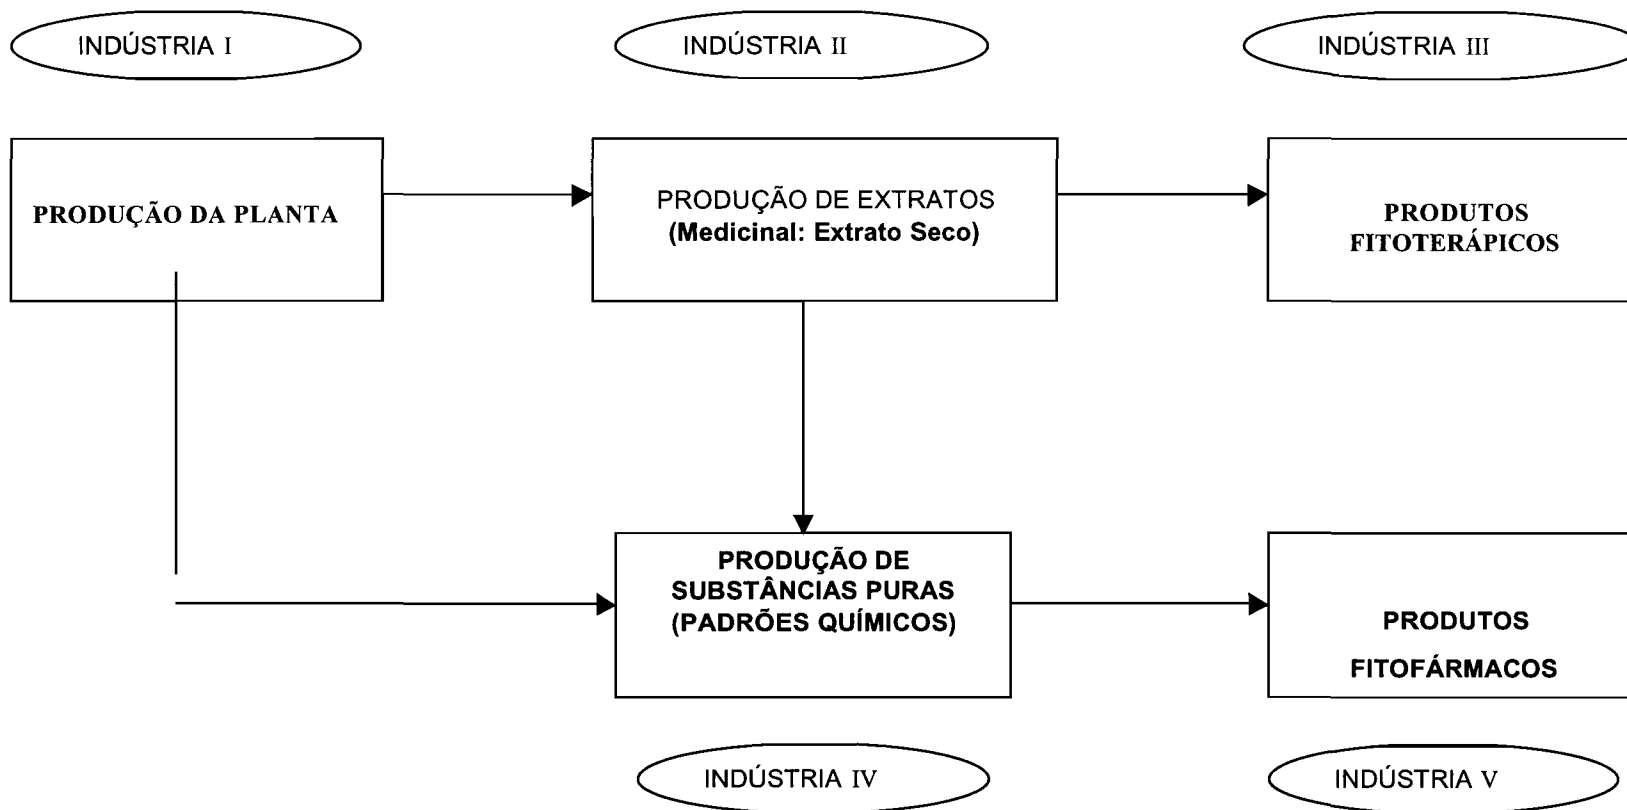 INDÚSTRIA I
INDÚSTRIA II
INDÚSTRIA III
PRODUÇÃO DA PLANTA
PRODUÇÃO DE EXTRATOS
(Medicinal: Extrato Seco)
PRODUTOS
FITOTERÁPICOS
PRODUÇÃO DE
SUBSTÂNCIAS PURAS
(PADRÕES QUÍMICOS)
PRODUTOS
FITOFÁRMACOS
INDÚSTRIA IV
INDÚSTRIA V